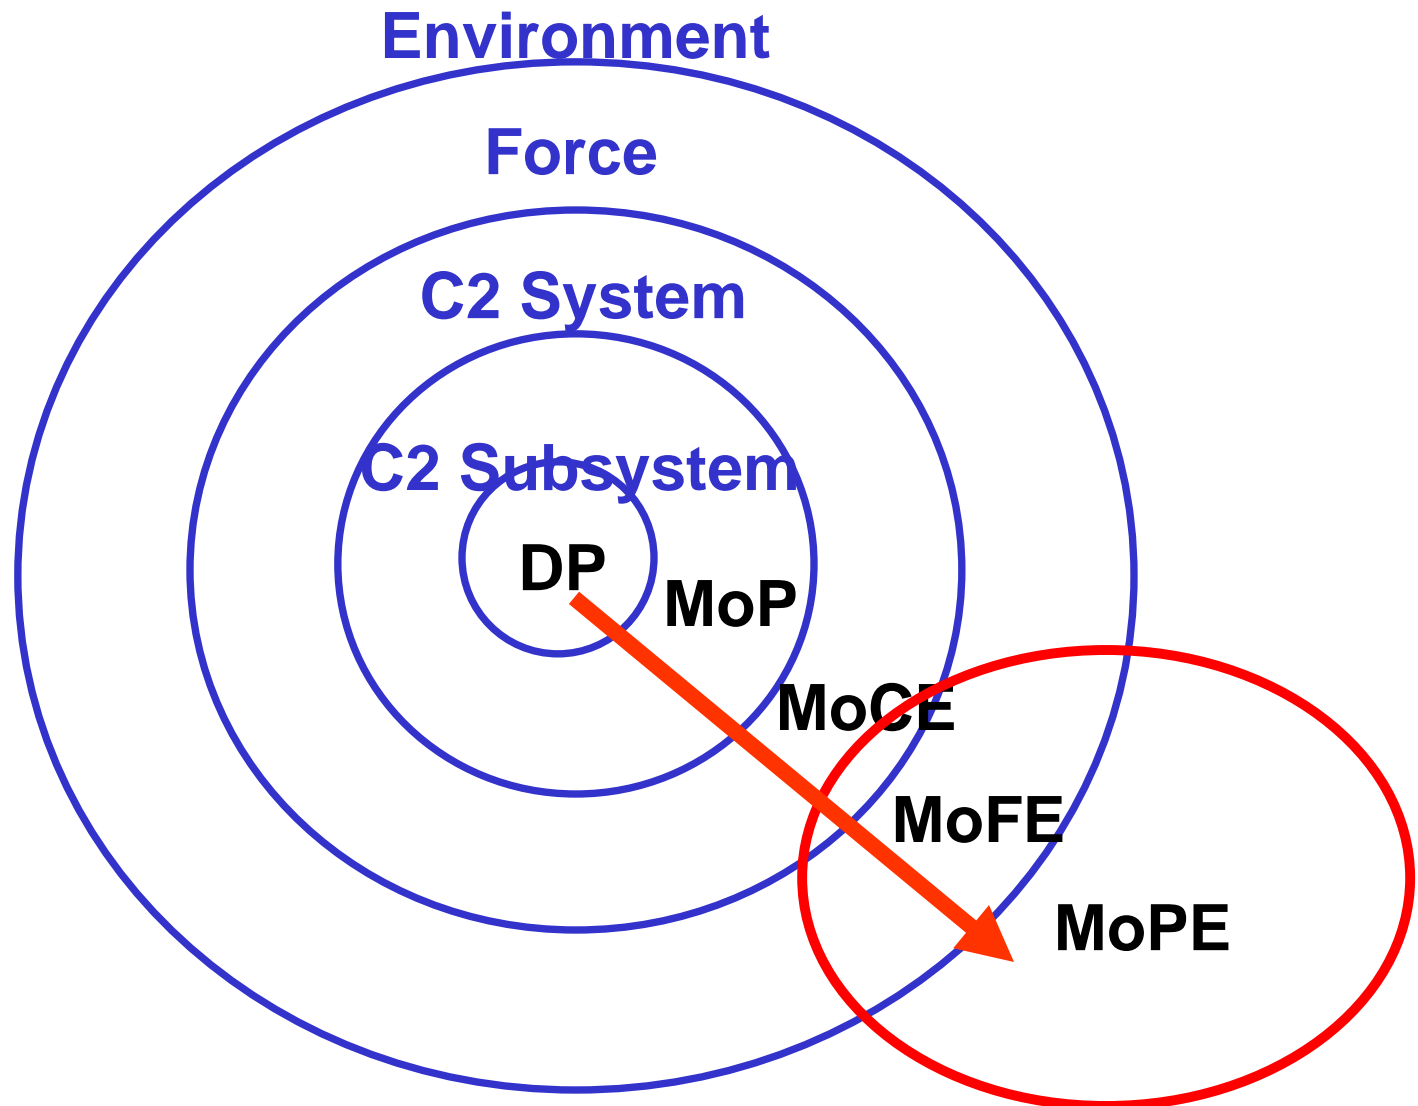 Environment
Force
C2 System
C2 Subsystem
DP
MoP
MoCE
MoFE
MoPE